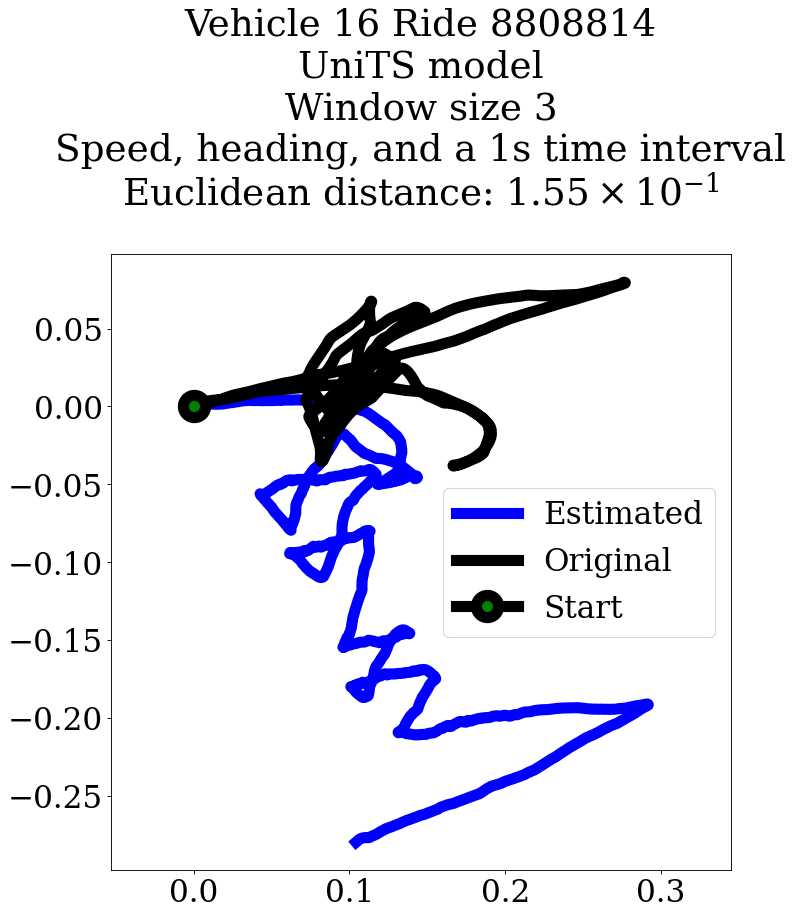 Vehicle 16 Ride 8808814
UniTS model
Window size 3
Speed, heading, and a 1s time interval
Euclidean distance: 1.55 × 10⁻¹
0.05
0.00
−0.05
−0.10
−0.15
−0.20
−0.25
Estimated
Original
Start
0.0 0.1 0.2 0.3